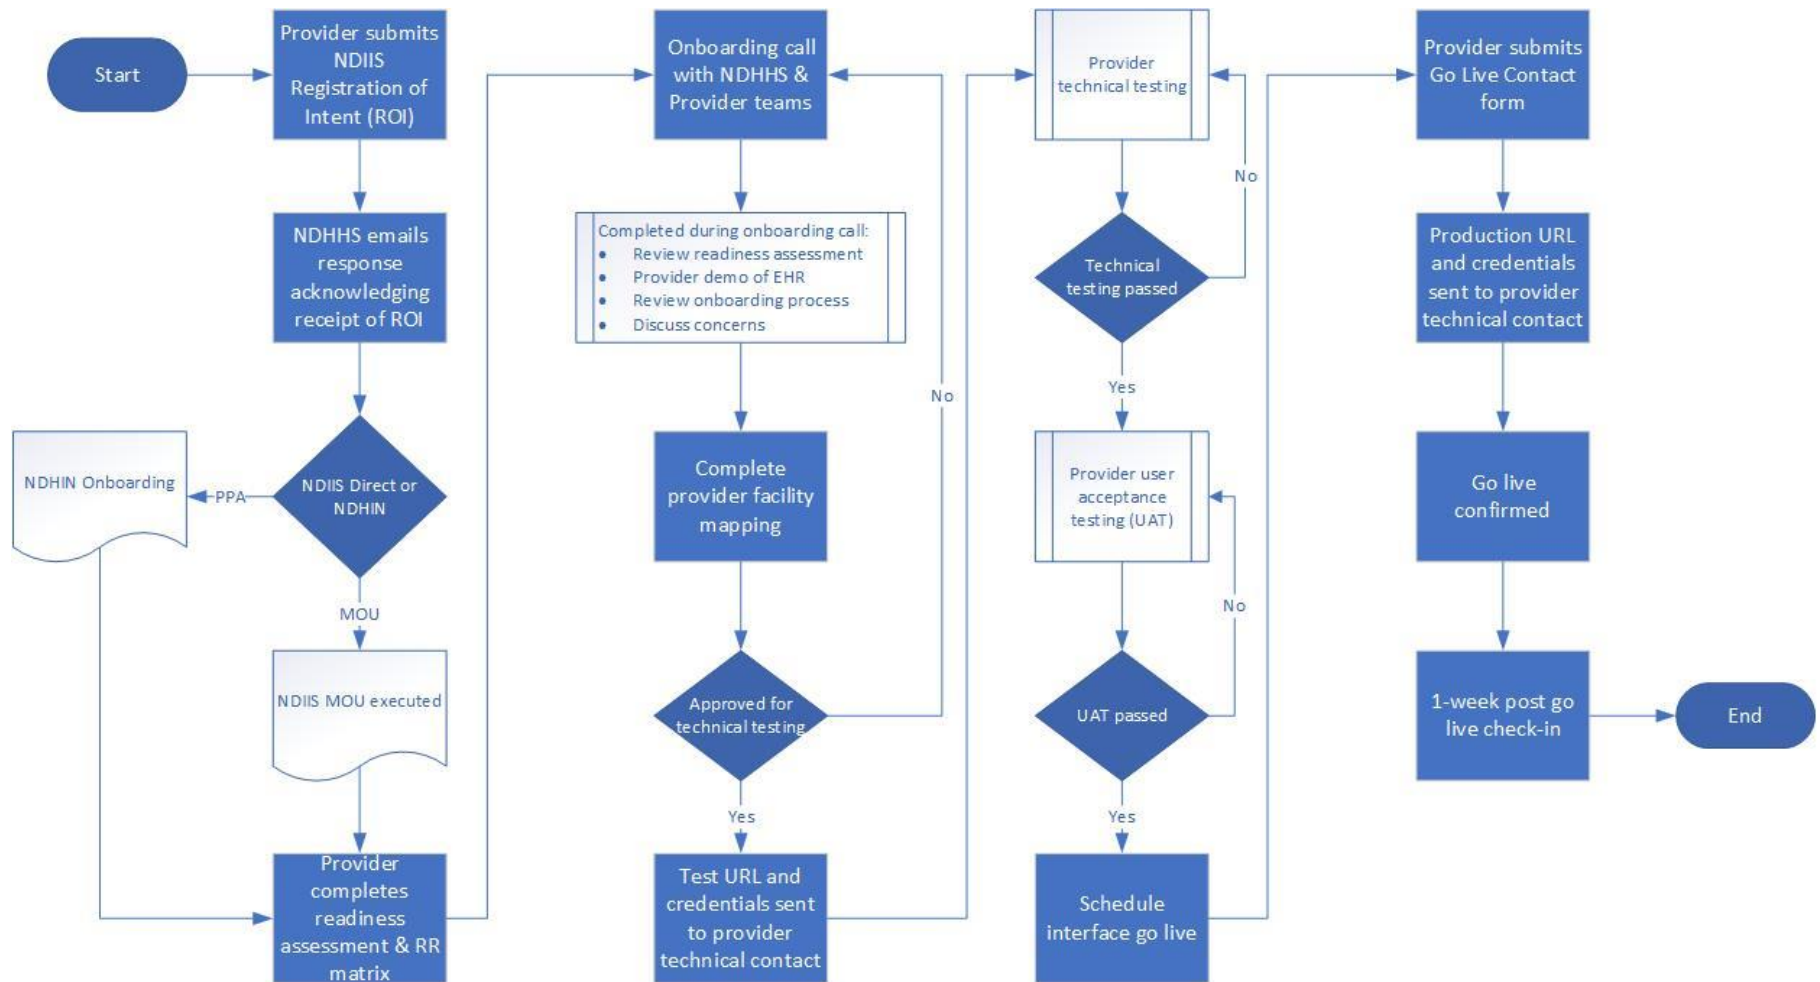 Start
Provider submits
NDIIS
Registration of
Intent (ROI)
NDHHS emails
response
acknowledging
receipt of ROI
NDIIS Direct or
NDHIN
PPA
NDHIN Onboarding
MOU
NDIIS MOU executed
Provider
completes
readiness
assessment & RR
matrix
Onboarding call
with NDHHS &
Provider teams
Completed during onboarding call:
● Review readiness assessment
● Provider demo of EHR
● Review onboarding process
● Discuss concerns
Complete
provider facility
mapping
Approved for
technical testing
No
Yes
Test URL and
credentials sent
to provider
technical contact
Provider
technical testing
Technical
testing passed
No
Yes
Provider user
acceptance
testing (UAT)
UAT passed
No
Yes
Schedule
interface go live
Provider submits
Go Live Contact
form
Production URL
and credentials
sent to provider
technical contact
Go live
confirmed
1-week post go
live check-in
End